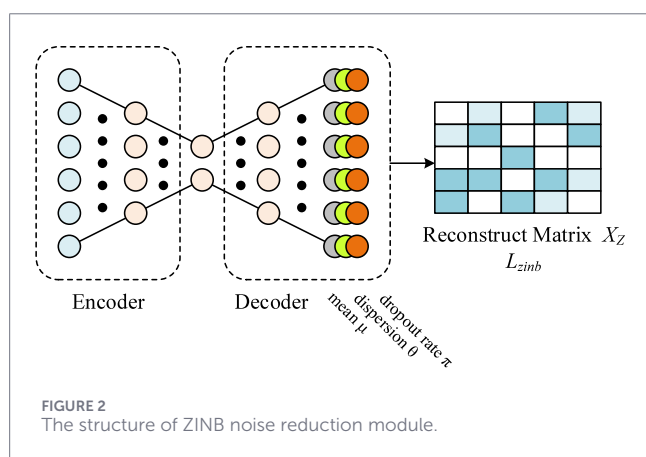 Encoder
Decoder
mean μ
dispersion θ
dropout rate π
Reconstruct Matrix X_Z
L_zinb
FIGURE 2
The structure of ZINB noise reduction module.